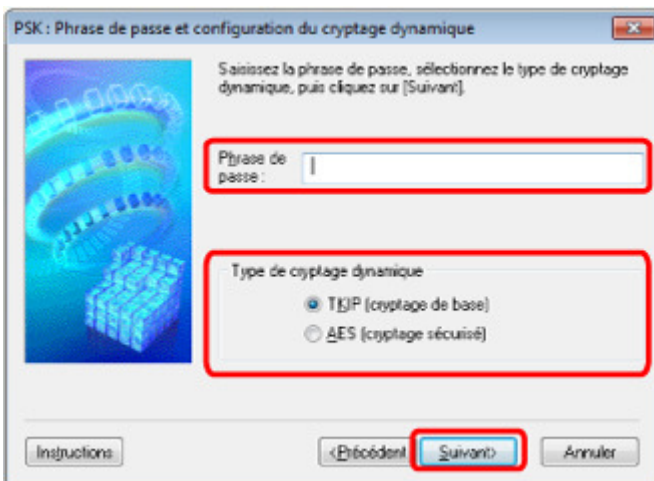 PSK : Phrase de passe et configuration du cryptage dynamique
Saisissez la phrase de passe, sélectionnez le type de cryptage
dynamique, puis cliquez sur [Suivant].
Phrase de
passe :
Type de cryptage dynamique
TKIP (cryptage de base)
AES (cryptage sécurisé)
Instructions
<Précédent
Suivant>
Annuler